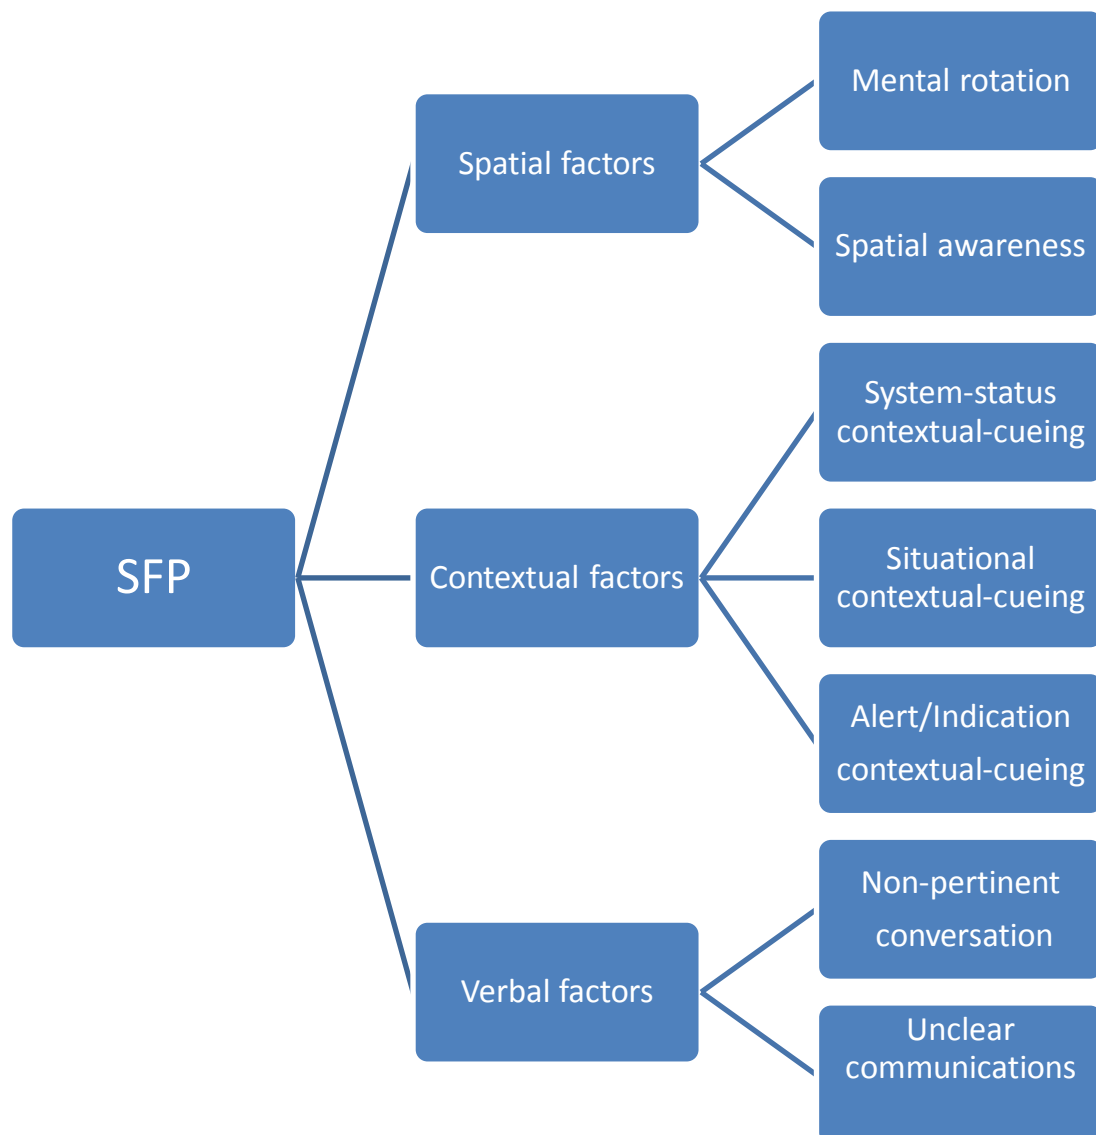 SFP
Spatial factors
Mental rotation
Spatial awareness
Contextual factors
System-status
contextual-cueing
Situational
contextual-cueing
Alert/Indication
contextual-cueing
Verbal factors
Non-pertinent
conversation
Unclear
communications